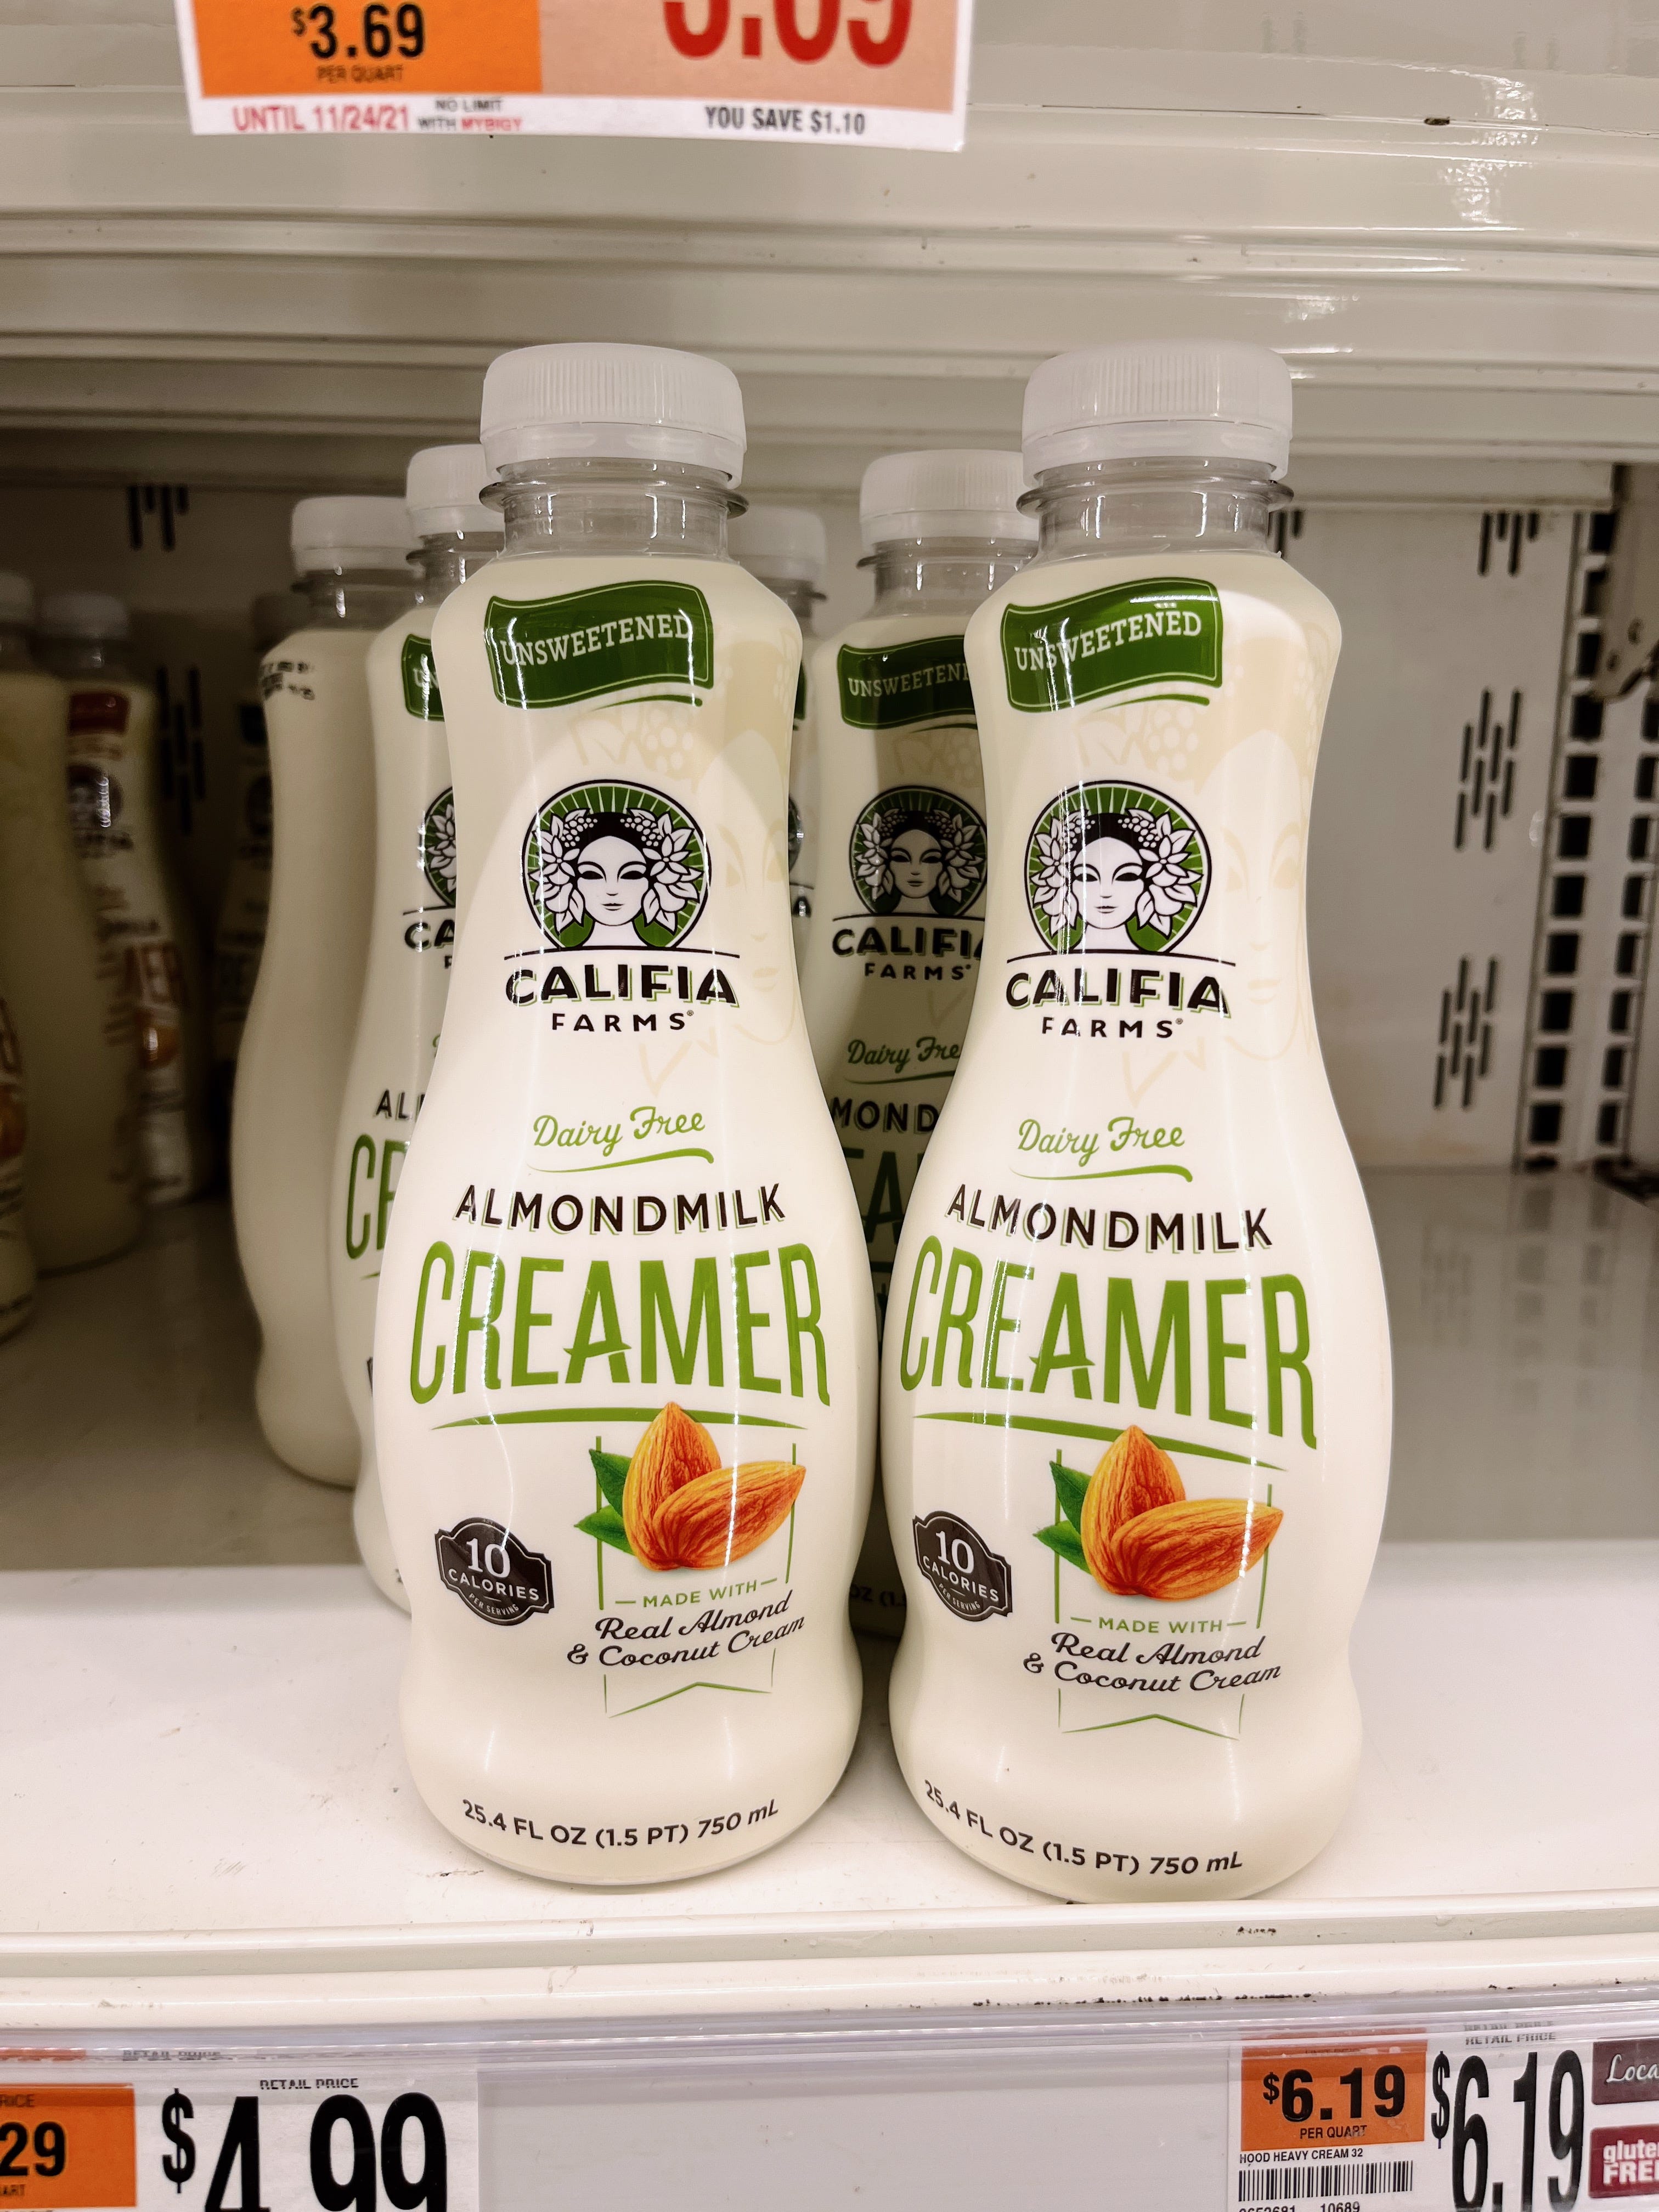 $3.69
PER QUART
UNTIL 11/24/21
NO LIMIT
WITH MYBIGY
YOU SAVE $1.10
UNSWEETENED
CALIFIA
FARMS®
Dairy Free
ALMONDMILK
CREAMER
10
CALORIES
PER SERVING
MADE WITH
Real Almond
& Coconut Cream
25.4 FL OZ (1.5 PT) 750 mL
UNSWEETENED
CALIFIA
FARMS®
Dairy Free
ALMONDMILK
CREAMER
10
CALORIES
PER SERVING
MADE WITH
Real Almond
& Coconut Cream
25.4 FL OZ (1.5 PT) 750 mL
FARMS®
Dairy
RETAIL PRICE
$4.99
$6.19
PER QUART
HOOD HEAVY CREAM 32
10689
RETAIL PRICE
$6.19
FREE